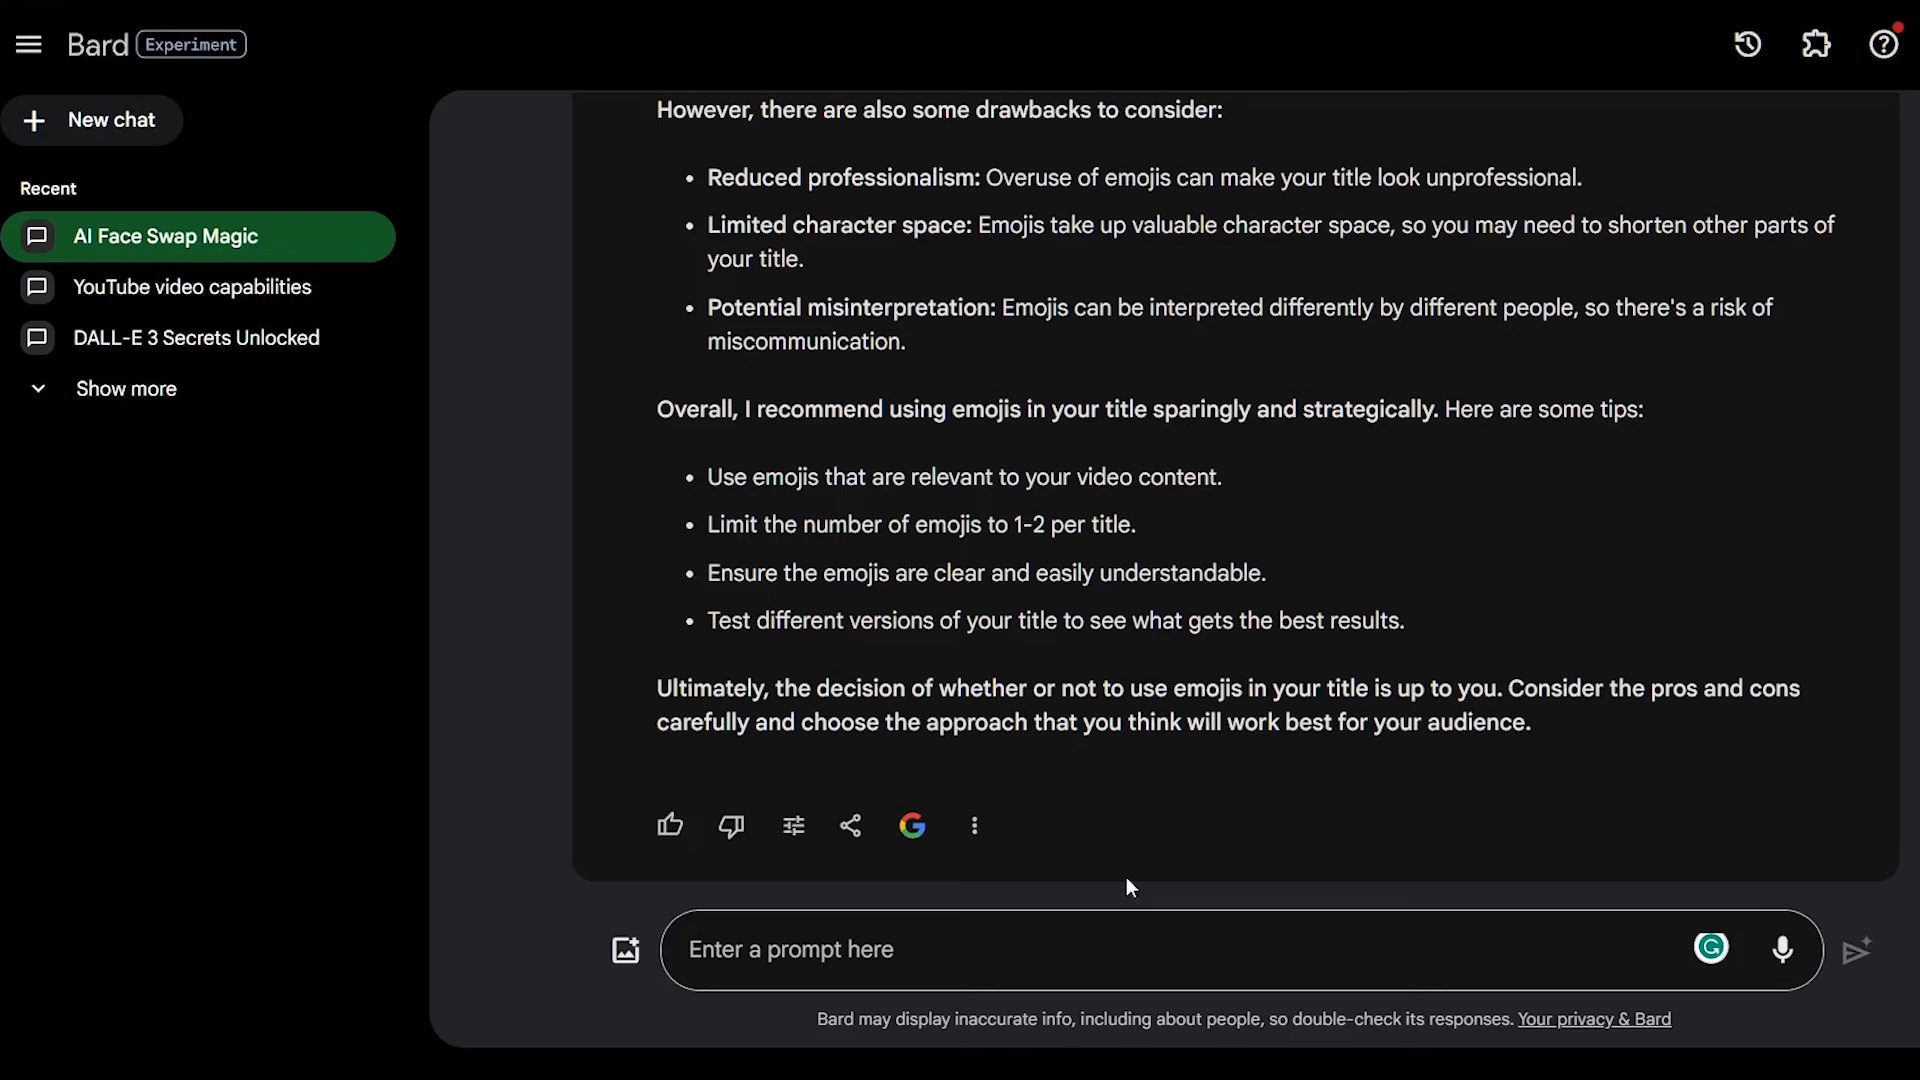 Bard Experiment
New chat
Recent
AI Face Swap Magic
YouTube video capabilities
DALL-E 3 Secrets Unlocked
Show more
However, there are also some drawbacks to consider:
• Reduced professionalism: Overuse of emojis can make your title look unprofessional.
• Limited character space: Emojis take up valuable character space, so you may need to shorten other parts of
your title.
• Potential misinterpretation: Emojis can be interpreted differently by different people, so there's a risk of
miscommunication.
Overall, I recommend using emojis in your title sparingly and strategically. Here are some tips:
• Use emojis that are relevant to your video content.
• Limit the number of emojis to 1-2 per title.
• Ensure the emojis are clear and easily understandable.
• Test different versions of your title to see what gets the best results.
Ultimately, the decision of whether or not to use emojis in your title is up to you. Consider the pros and cons
carefully and choose the approach that you think will work best for your audience.
Enter a prompt here
Bard may display inaccurate info, including about people, so double-check its responses. Your privacy & Bard